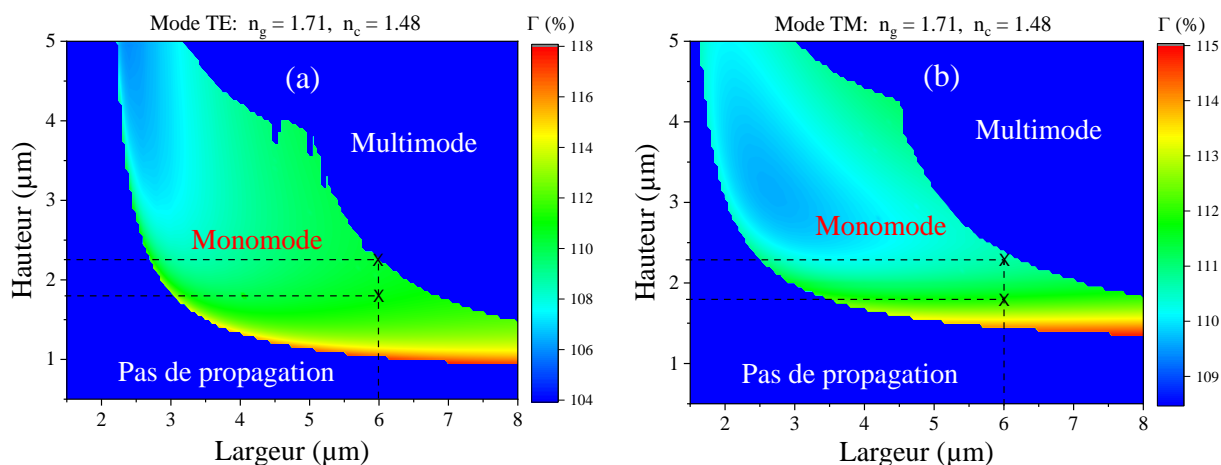 Mode TE: n_g = 1.71, n_c = 1.48
Γ (%)
(a)
Multimode
Monomode
Pas de propagation
Hauteur (µm)
5
4
3
2
1
2
3
4
5
6
7
8
Largeur (µm)
118
116
114
112
110
108
106
104
Mode TM: n_g = 1.71, n_c = 1.48
Γ (%)
(b)
Multimode
Monomode
Pas de propagation
Hauteur (µm)
5
4
3
2
1
2
3
4
5
6
7
8
Largeur (µm)
115
114
113
112
111
110
109